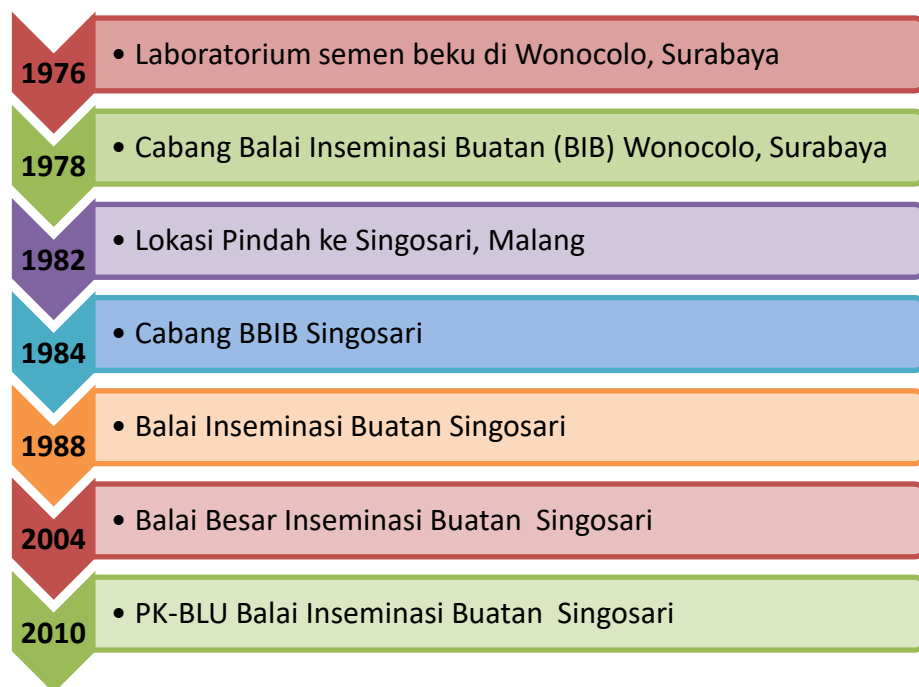 1976
• Laboratorium semen beku di Wonocolo, Surabaya
1978
• Cabang Balai Inseminasi Buatan (BIB) Wonocolo, Surabaya
1982
• Lokasi Pindah ke Singosari, Malang
1984
• Cabang BBIB Singosari
1988
• Balai Inseminasi Buatan Singosari
2004
• Balai Besar Inseminasi Buatan  Singosari
2010
• PK-BLU Balai Inseminasi Buatan  Singosari